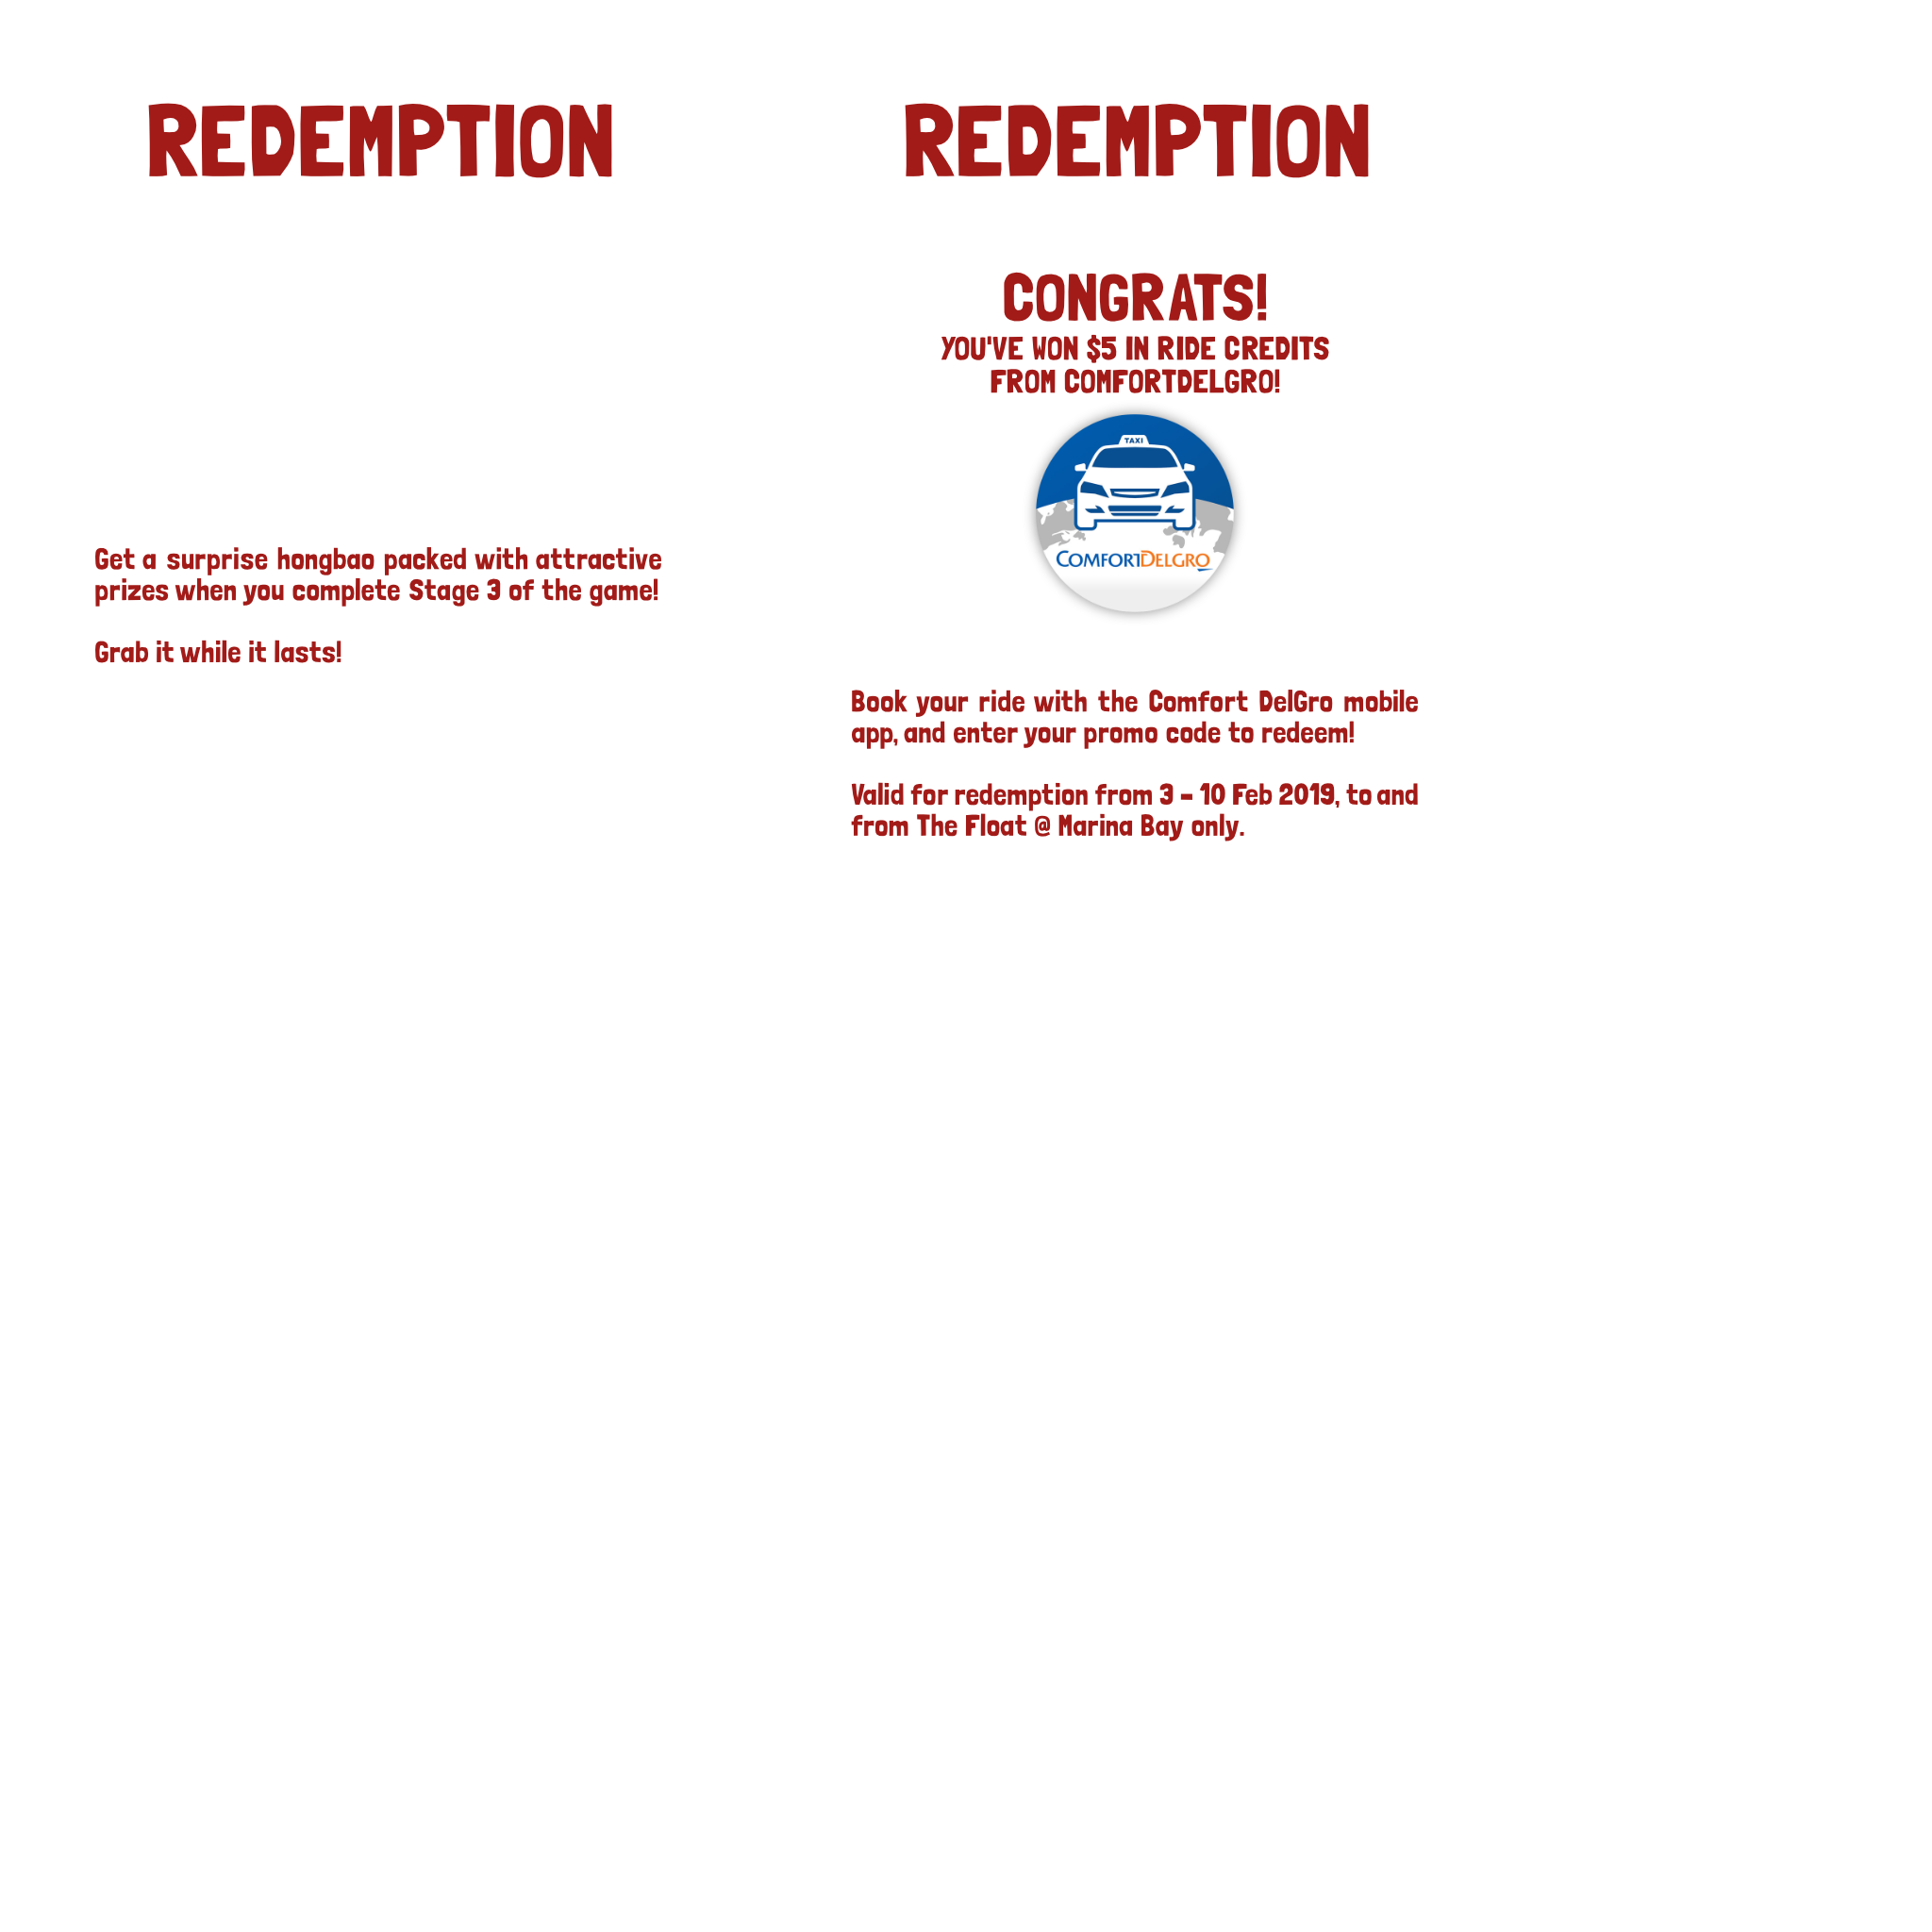 REDEMPTION
Get a surprise hongbao packed with attractive
prizes when you complete Stage 3 of the game!
Grab it while it lasts!
REDEMPTION
CONGRATS!
YOU'VE WON $5 IN RIDE CREDITS
FROM COMFORTDELGRO!
TAXI
COMFORTDELGRO
Book your ride with the Comfort DelGro mobile
app, and enter your promo code to redeem!
Valid for redemption from 3 - 10 Feb 2019, to and
from The Float @ Marina Bay only.